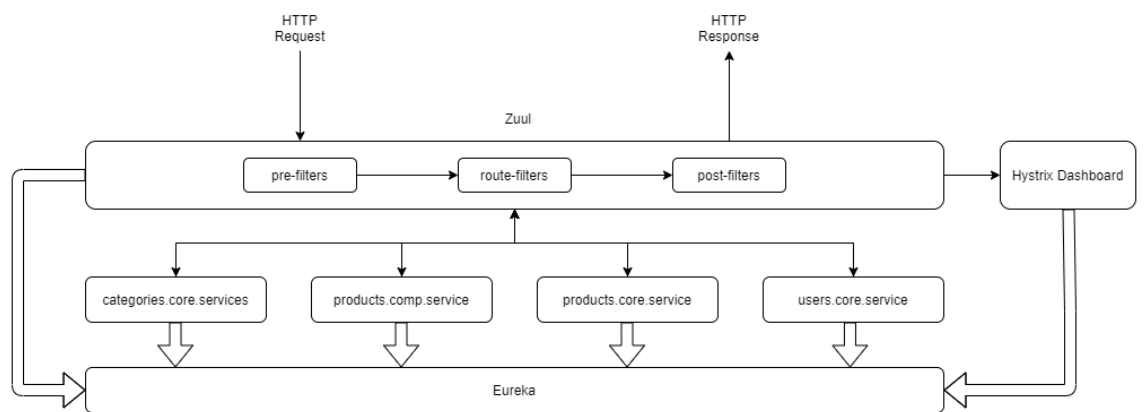 HTTP
Request
HTTP
Response
Zuul
pre-filters
route-filters
post-filters
Hystrix Dashboard
categories.core.services
products.comp.service
products.core.service
users.core.service
Eureka